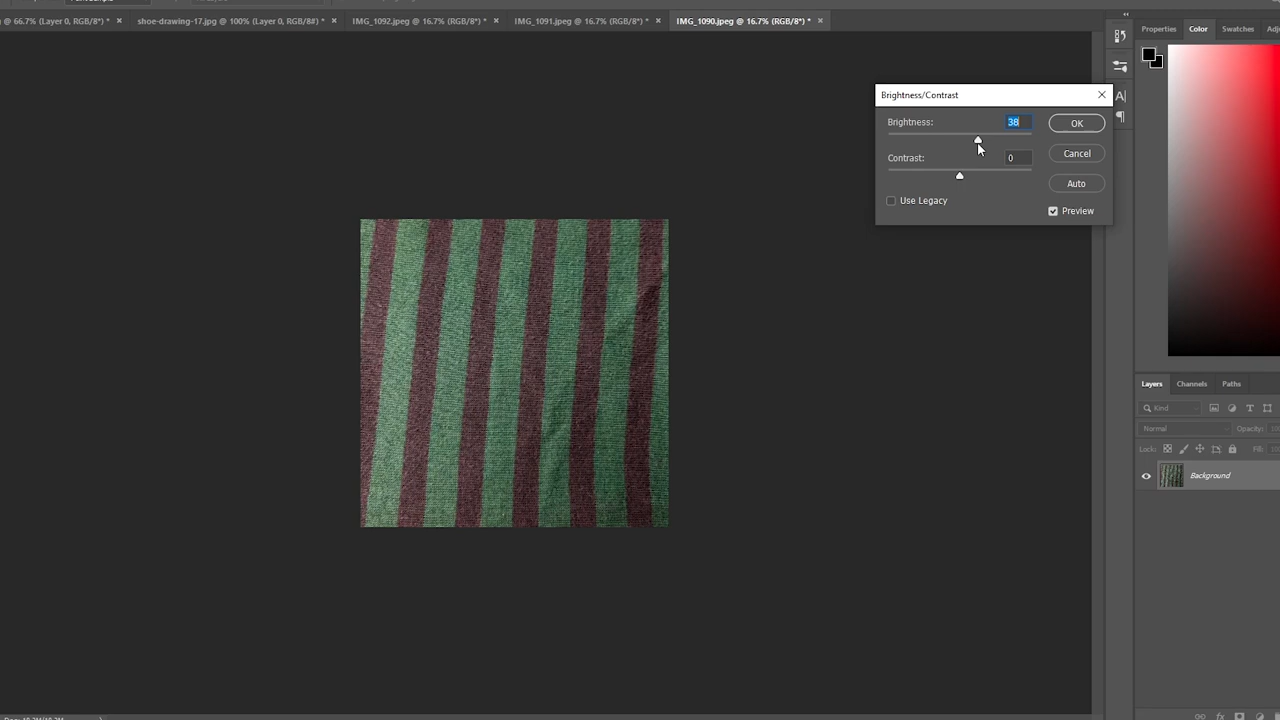 @ 66.7% (Layer 0, RGB/8*) *
shoe-drawing-17.jpg @ 100% (Layer 0, RGB/8#) *
IMG_1092.jpeg @ 16.7% (RGB/8*) *
IMG_1091.jpeg @ 16.7% (RGB/8*) *
IMG_1090.jpeg @ 16.7% (RGB/8*) *
Properties
Color
Swatches
Brightness/Contrast
Brightness:
38
OK
Contrast:
0
Cancel
Auto
Use Legacy
Preview
Layers
Channels
Paths
Kind
Normal
Opacity:
Lock:
Fill:
Background